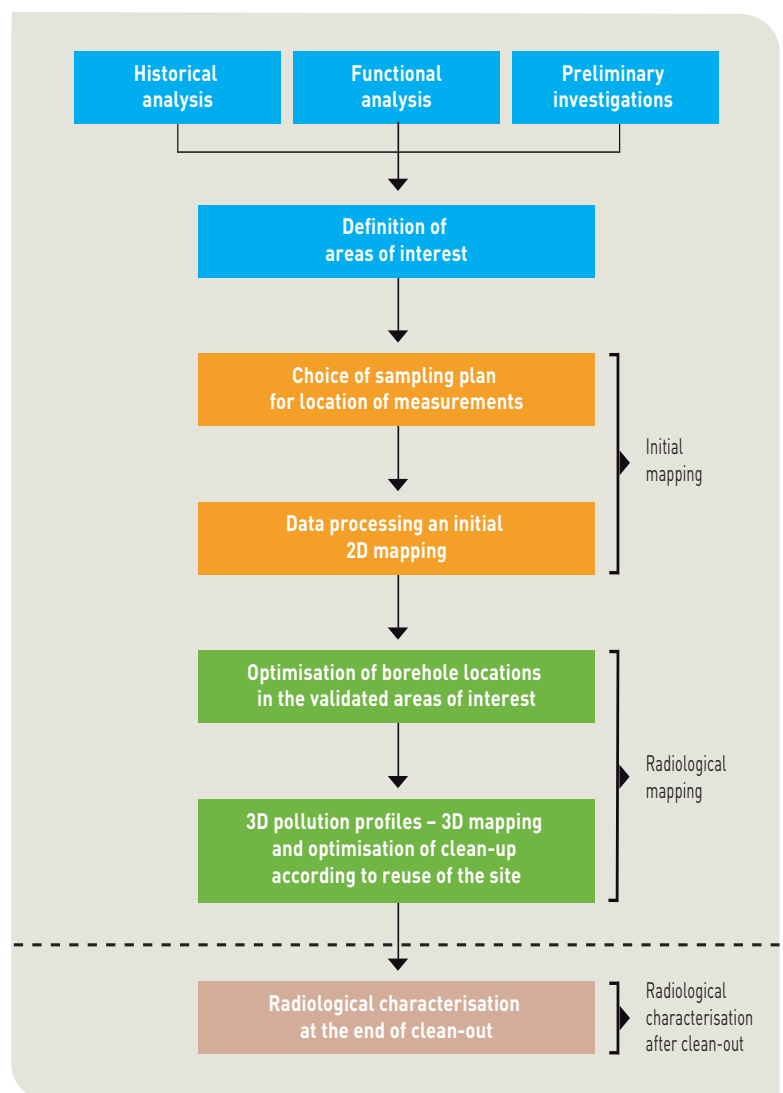 Historical
analysis
Functional
analysis
Preliminary
investigations
Definition of
areas of interest
Choice of sampling plan
for location of measurements
Initial
mapping
Data processing an initial
2D mapping
Optimisation of borehole locations
in the validated areas of interest
Radiological
mapping
3D pollution profiles – 3D mapping
and optimisation of clean-up
according to reuse of the site
Radiological characterisation
at the end of clean-out
Radiological
characterisation
after clean-out